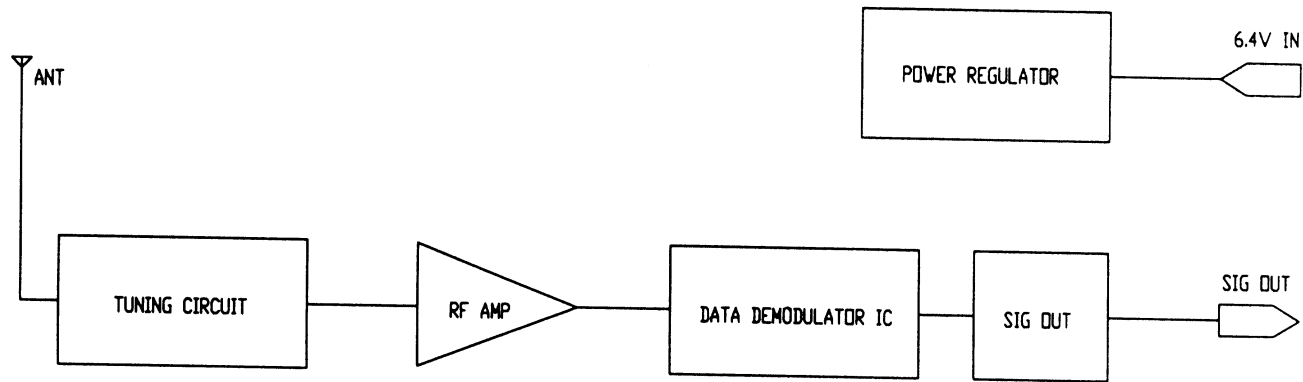 6.4V IN
ANT
POWER REGULATOR
TUNING CIRCUIT
RF AMP
DATA DEMODULATOR IC
SIG OUT
SIG OUT